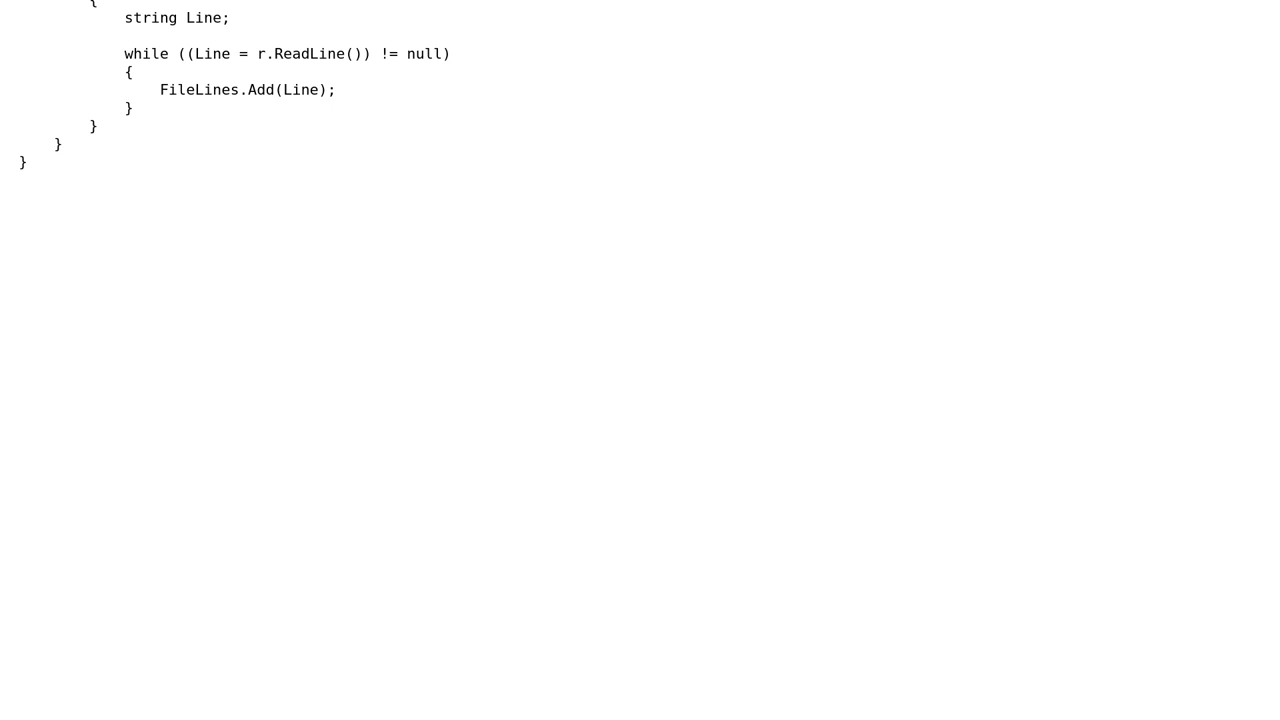 {
            string Line;

            while ((Line = r.ReadLine()) != null)
            {
                FileLines.Add(Line);
            }
        }
    }
}